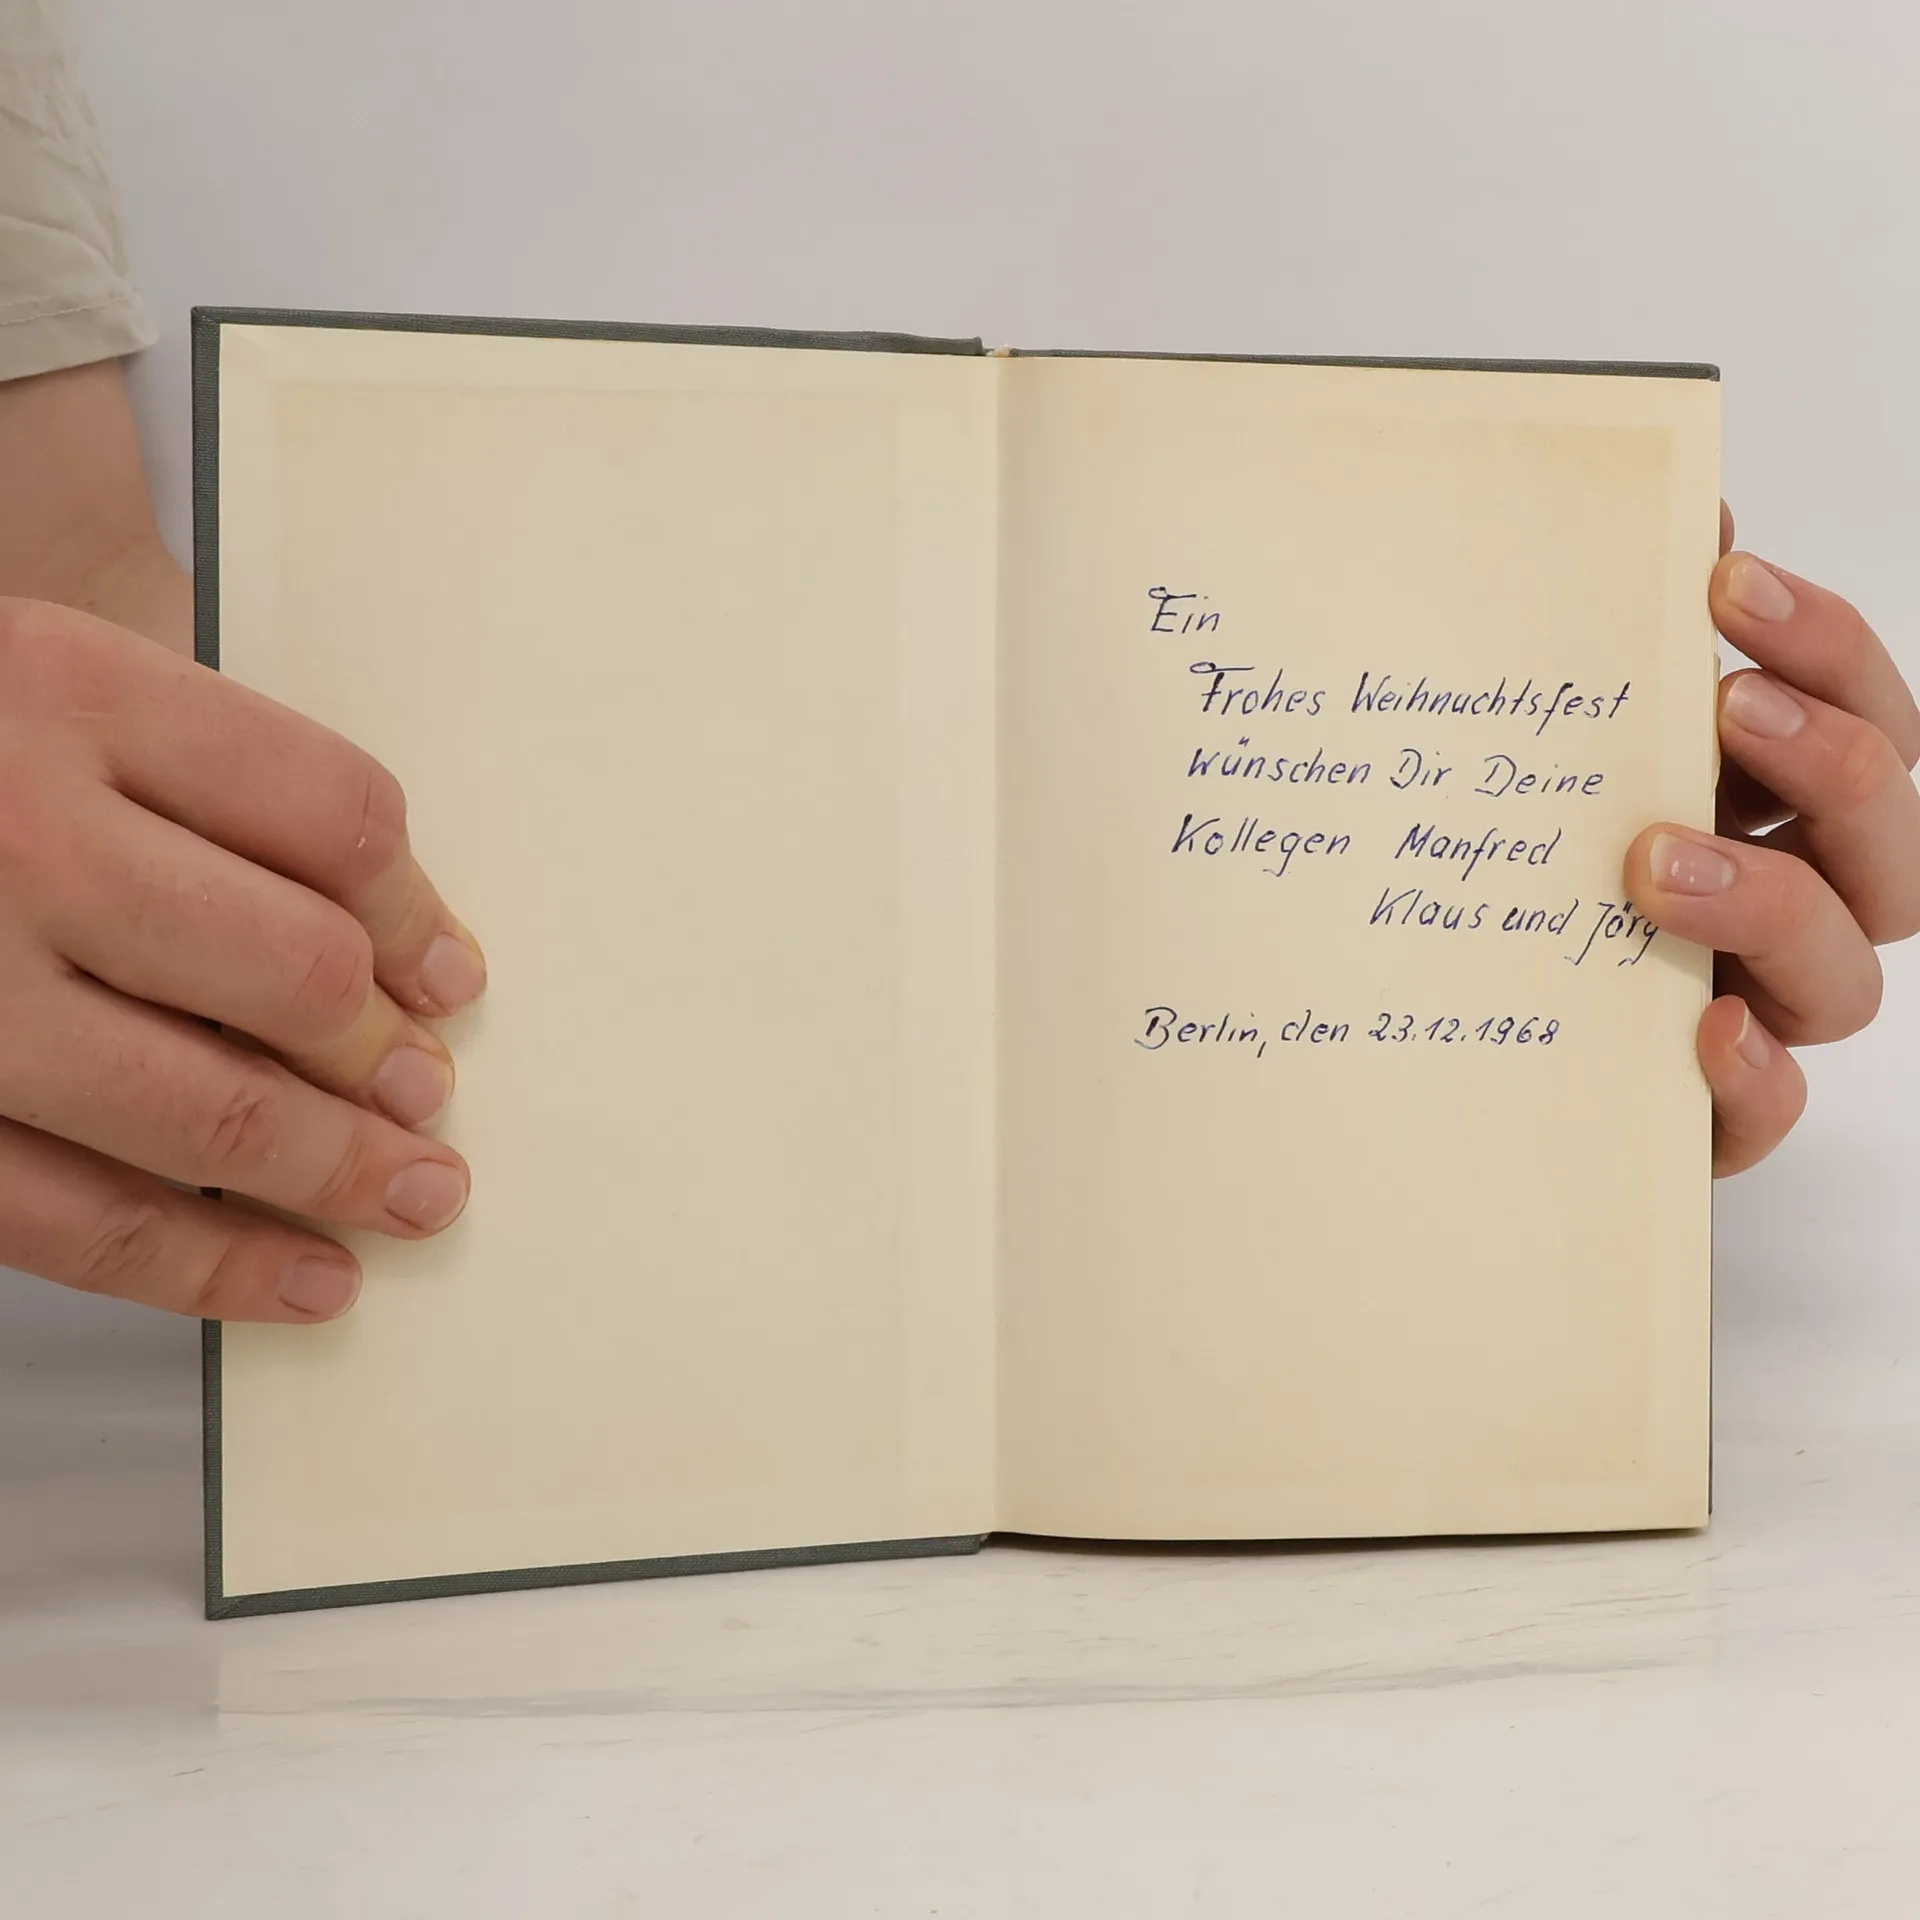 Ein
Frohes Weihnachtsfest
wünschen Dir Deine
Kollegen Manfred
Klaus und Jörg
Berlin, den 23.12.1968